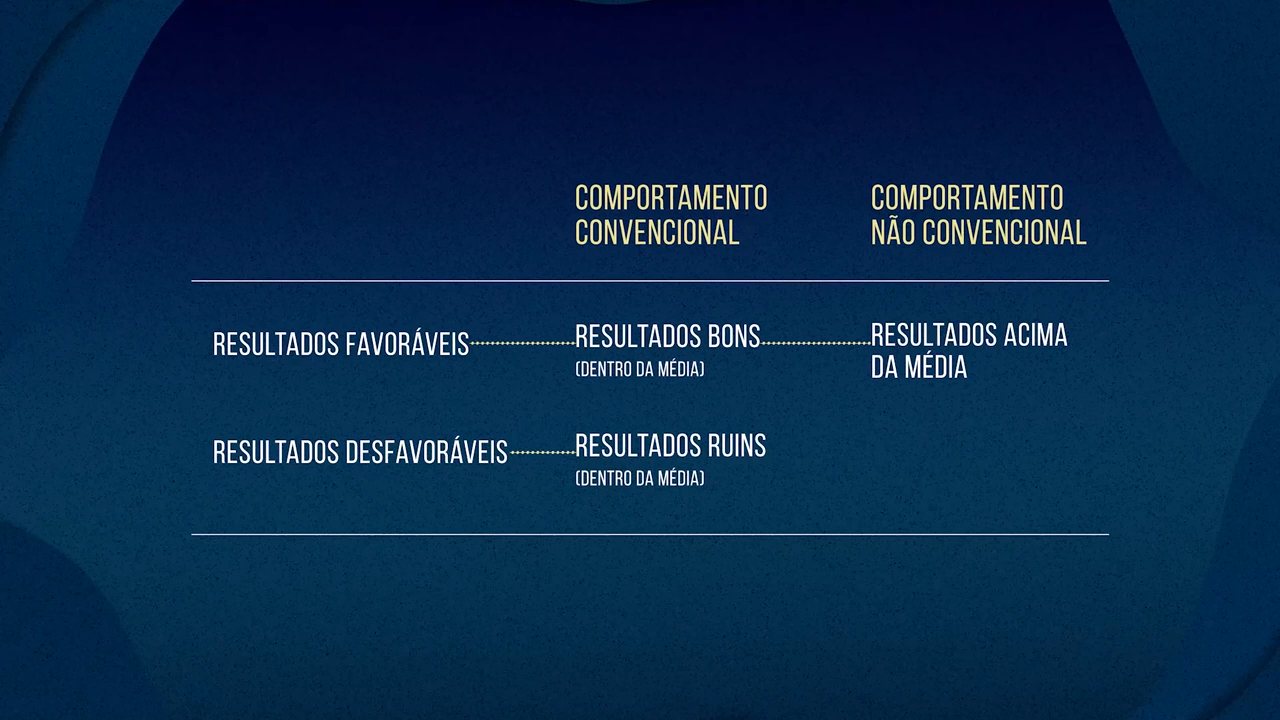 COMPORTAMENTO
CONVENCIONAL
COMPORTAMENTO
NÃO CONVENCIONAL
RESULTADOS FAVORÁVEIS
RESULTADOS BONS
(DENTRO DA MÉDIA)
RESULTADOS ACIMA
DA MÉDIA
RESULTADOS DESFAVORÁVEIS
RESULTADOS RUINS
(DENTRO DA MÉDIA)